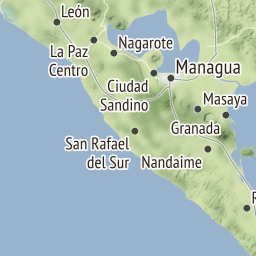 León
La Paz
Centro
Nagarote
Managua
Ciudad
Sandino
Masaya
Granada
San Rafael
del Sur
Nandaime